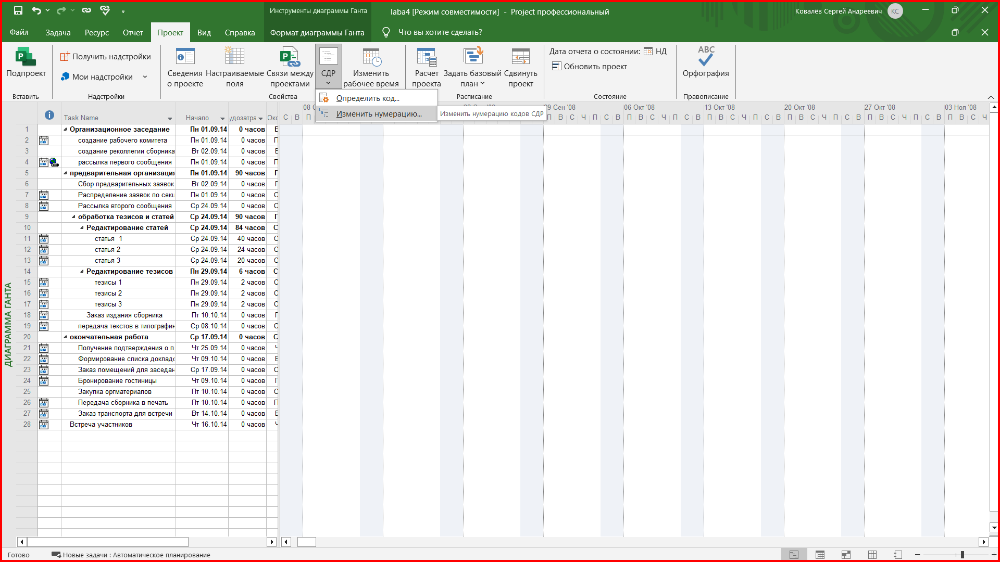 Инструменты диаграммы Ганта
laba4 [Режим совместимости] - Project профессиональный
Ковалёв Сергей Андреевич
КС
Файл Задача Ресурс Отчет Проект Вид Справка Формат диаграммы Ганта Что вы хотите сделать?
Подпроект
Вставить
Получить надстройки
Мои надстройки
Надстройки
Сведения о проекте
Настраиваемые поля
Связи между проектами
СДР
Изменить рабочее время
Свойства
Расчет проекта
Задать базовый план
Сдвинуть проект
Расписание
Дата отчета о состоянии: НД
Обновить проект
Состояние
ABC
Орфография
Правописание
Определить код...
Изменить нумерацию...
Изменить нумерацию кодов СДР
Task Name Начало удозатра Око
08 С 29 Сен '08 06 Окт '08 13 Окт '08 20 Окт '08 27 Окт '08 03 Ноя '08
С В П П В С Ч П С В П В С Ч П С В П В С Ч П С В П В С Ч П С В П В С Ч П С В П В С Ч
1 Организационное заседание Пн 01.09.14 0 часов В
2 создание рабочего комитета Пн 01.09.14 0 часов П
3 создание реколлегии сборника Вт 02.09.14 0 часов В
4 рассылка первого сообщения Пн 01.09.14 0 часов П
5 предварительная организация Пн 01.09.14 90 часов П
6 Сбор предварительных заявок Вт 02.09.14 0 часов П
7 Распределение заявок по секц Пн 01.09.14 0 часов С
8 Рассылка второго сообщения Ср 24.09.14 0 часов С
9 обработка тезисов и статей Ср 24.09.14 90 часов П
10 Редактирование статей Ср 24.09.14 84 часов С
11 статья 1 Ср 24.09.14 40 часов С
12 статья 2 Ср 24.09.14 24 часов С
13 статья 3 Ср 24.09.14 20 часов С
14 Редактирование тезисов Пн 29.09.14 6 часов С
15 тезисы 1 Пн 29.09.14 2 часов С
16 тезисы 2 Пн 29.09.14 2 часов С
17 тезисы 3 Пн 29.09.14 2 часов С
18 Заказ издания сборника Пт 10.10.14 0 часов П
19 передача текстов в типографию Ср 08.10.14 0 часов С
20 окончательная работа Ср 17.09.14 0 часов С
21 Получение подтверждения о п Чт 25.09.14 0 часов Ч
22 Формирование списка докладо Чт 09.10.14 0 часов В
23 Заказ помещений для заседан Ср 17.09.14 0 часов С
24 Бронирование гостиницы Чт 09.10.14 0 часов П
25 Закупка оргматериалов Пт 10.10.14 0 часов С
26 Передача сборника в печать Пт 10.10.14 0 часов П
27 Заказ транспорта для встречи Вт 14.10.14 0 часов В
28 Встреча участников Чт 16.10.14 0 часов Ч
ДИАГРАММА ГАНТА
Готово Новые задачи : Автоматическое планирование